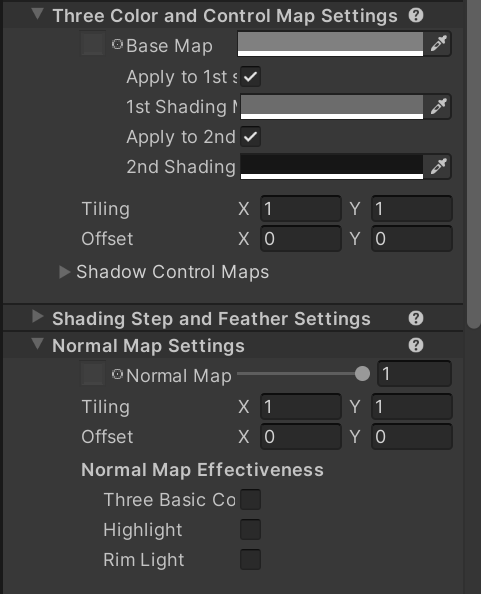 Three Color and Control Map Settings ?
Base Map
Apply to 1st s
1st Shading M
Apply to 2nd
2nd Shading
Tiling X 1 Y 1
Offset X 0 Y 0
Shadow Control Maps
Shading Step and Feather Settings ?
Normal Map Settings ?
Normal Map 1
Tiling X 1 Y 1
Offset X 0 Y 0
Normal Map Effectiveness
Three Basic Co
Highlight
Rim Light